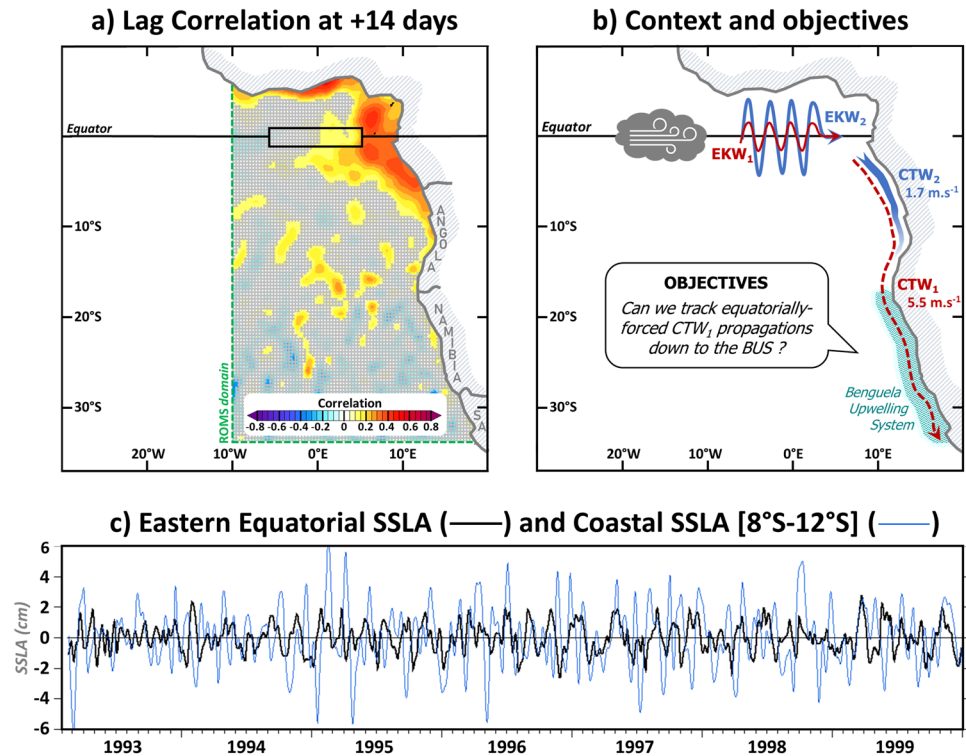 a) Lag Correlation at +14 days
Equator
10°S
20°S
30°S
ANGOLA
NAMIBIA
SA
ROMS domain
Correlation
-0.8 -0.6 -0.4 -0.2 0 0.2 0.4 0.6 0.8
20°W 10°W 0°E 10°E
b) Context and objectives
Equator
EKW2
EKW1
CTW2
1.7 m.s-1
10°S
OBJECTIVES
Can we track equatorially-
forced CTW1 propagations
down to the BUS ?
CTW1
5.5 m.s-1
20°S
Benguela
Upwelling
System
30°S
20°W 10°W 0°E 10°E
c) Eastern Equatorial SSLA (——) and Coastal SSLA [8°S-12°S] (——)
SSLA (cm)
6
4
2
0
-2
-4
-6
1993 1994 1995 1996 1997 1998 1999